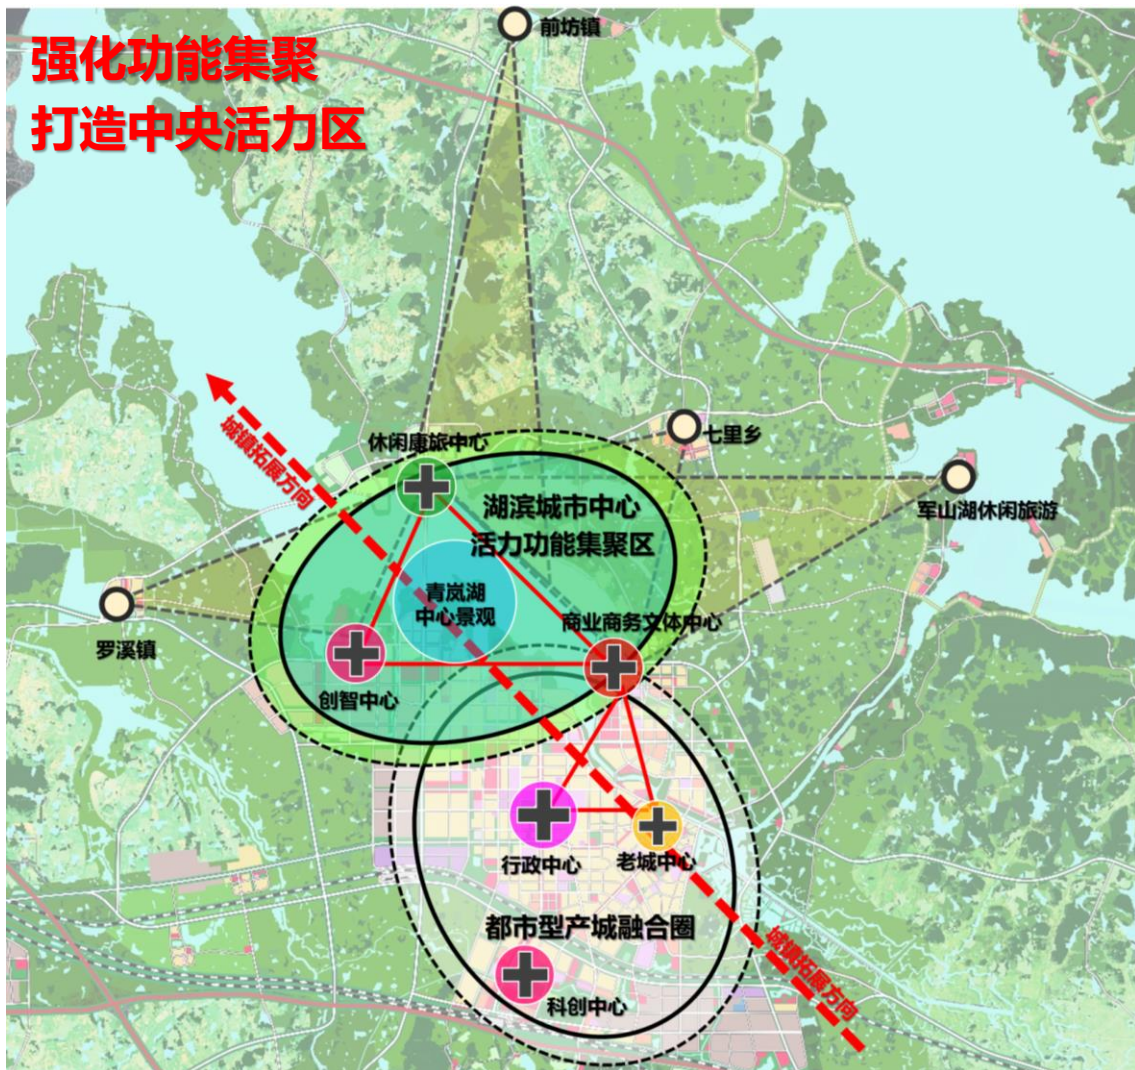 强化功能集聚
打造中央活力区
前坊镇
城镇拓展方向
休闲康旅中心
七里乡
湖滨城市中心
活力功能集聚区
军山湖休闲旅游
青岚湖
中心景观
商业商务文体中心
罗溪镇
创智中心
行政中心
老城中心
都市型产城融合圈
城镇拓展方向
科创中心